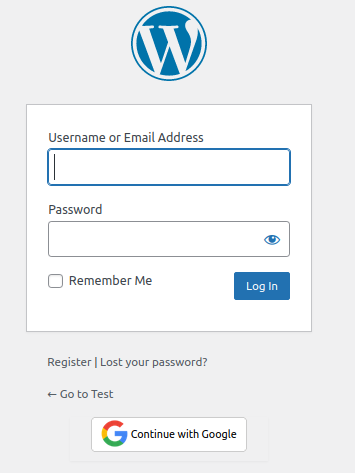 Username or Email Address
Password
Remember Me
Log In
Register | Lost your password?
← Go to Test
Continue with Google